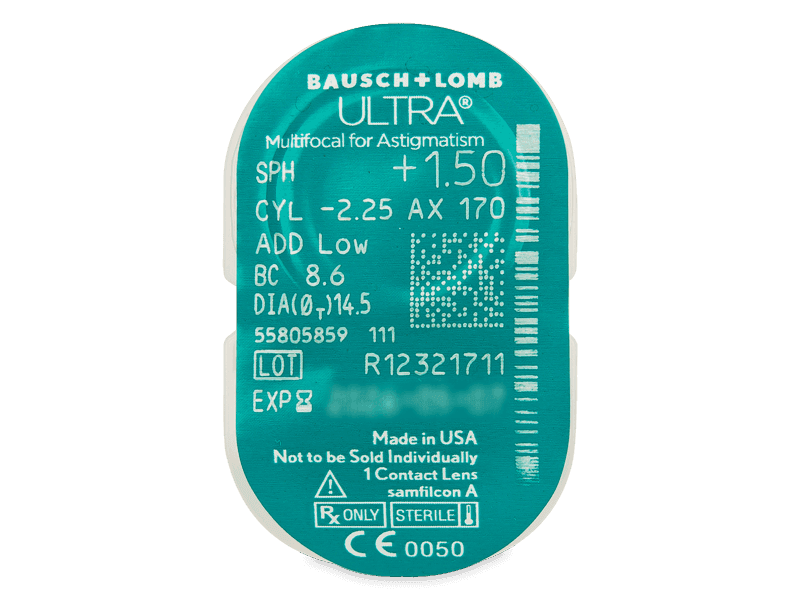 BAUSCH + LOMB
ULTRA®
Multifocal for Astigmatism
SPH +1.50
CYL -2.25 AX 170
ADD Low
BC 8.6
DIA(Ø_T)14.5
55805859 111
LOT R12321711
EXP
Made in USA
Not to be Sold Individually
1 Contact Lens
samfilcon A
Rx ONLY STERILE
CE 0050